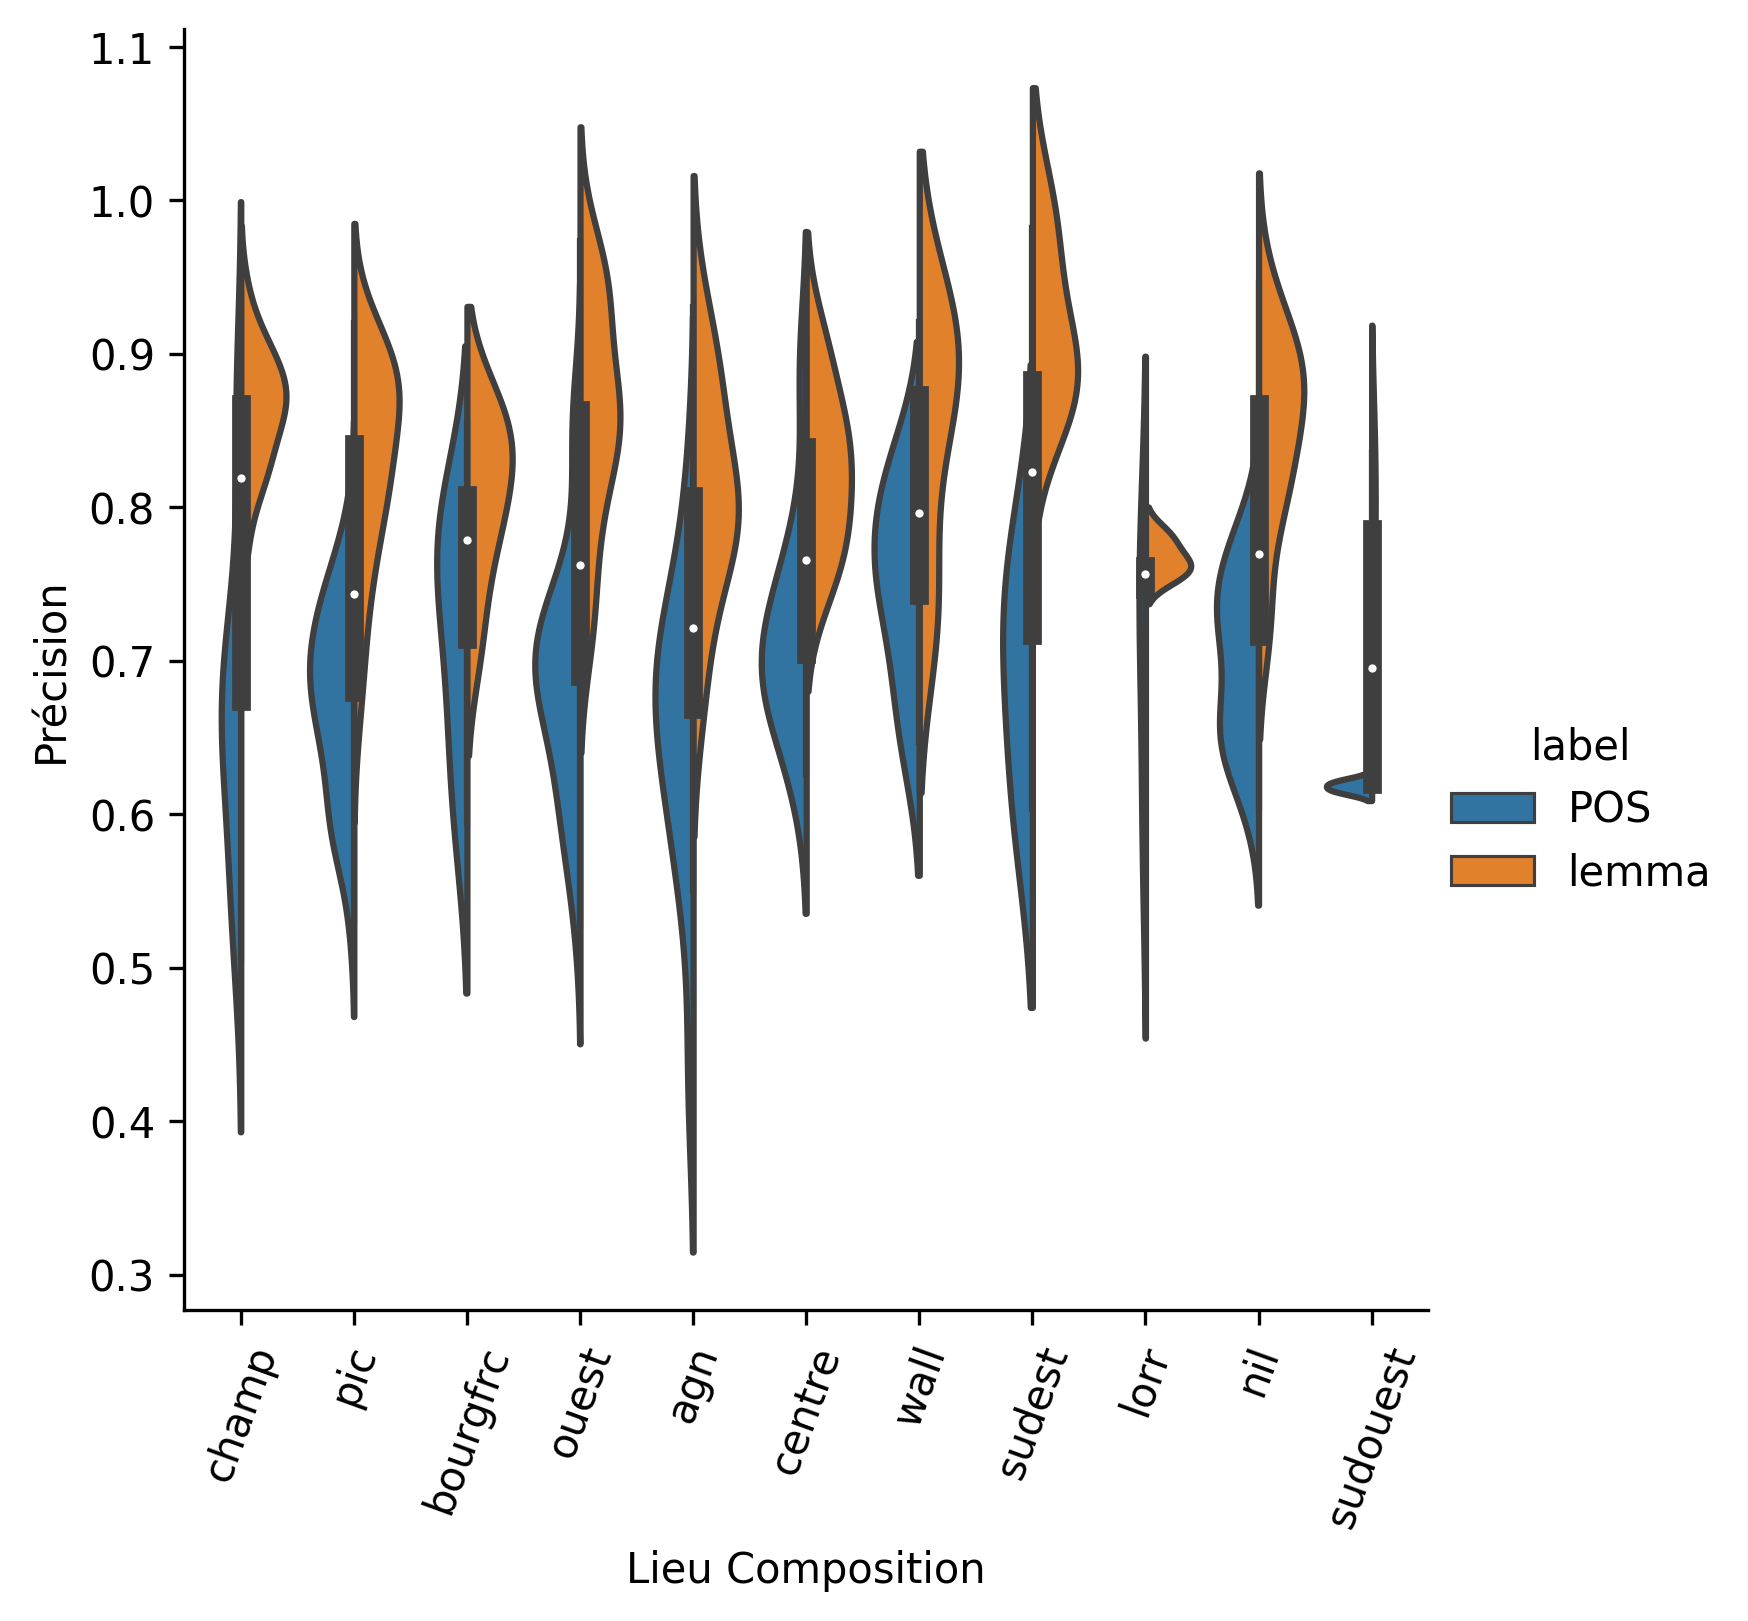 1.1
1.0
0.9
0.8
0.7
0.6
0.5
0.4
0.3
Précision
champ
pic
bourgfrc
ouest
agn
centre
wall
sudest
lorr
nil
sudouest
Lieu Composition
label
POS
lemma